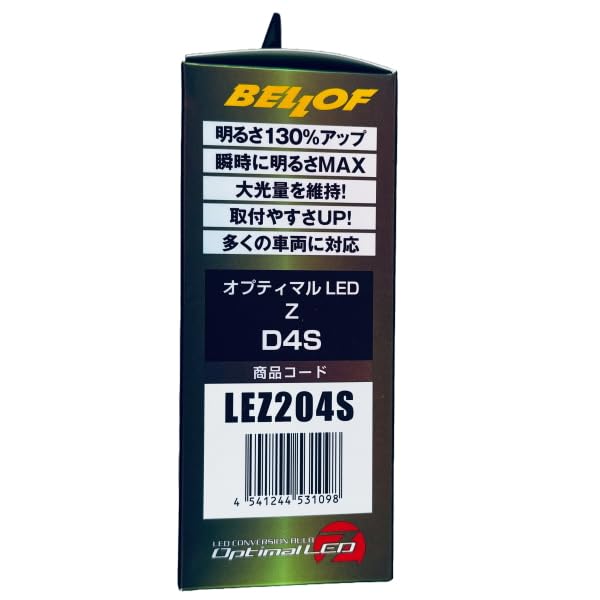 BELLOF
明るさ130%アップ
瞬時に明るさMAX
大光量を維持!
取付やすさUP!
多くの車両に対応
オプティマル LED
Z
D4S
商品コード
LEZ204S
4 541244 531098
LED CONVERSION BULB
Optimal LED Z